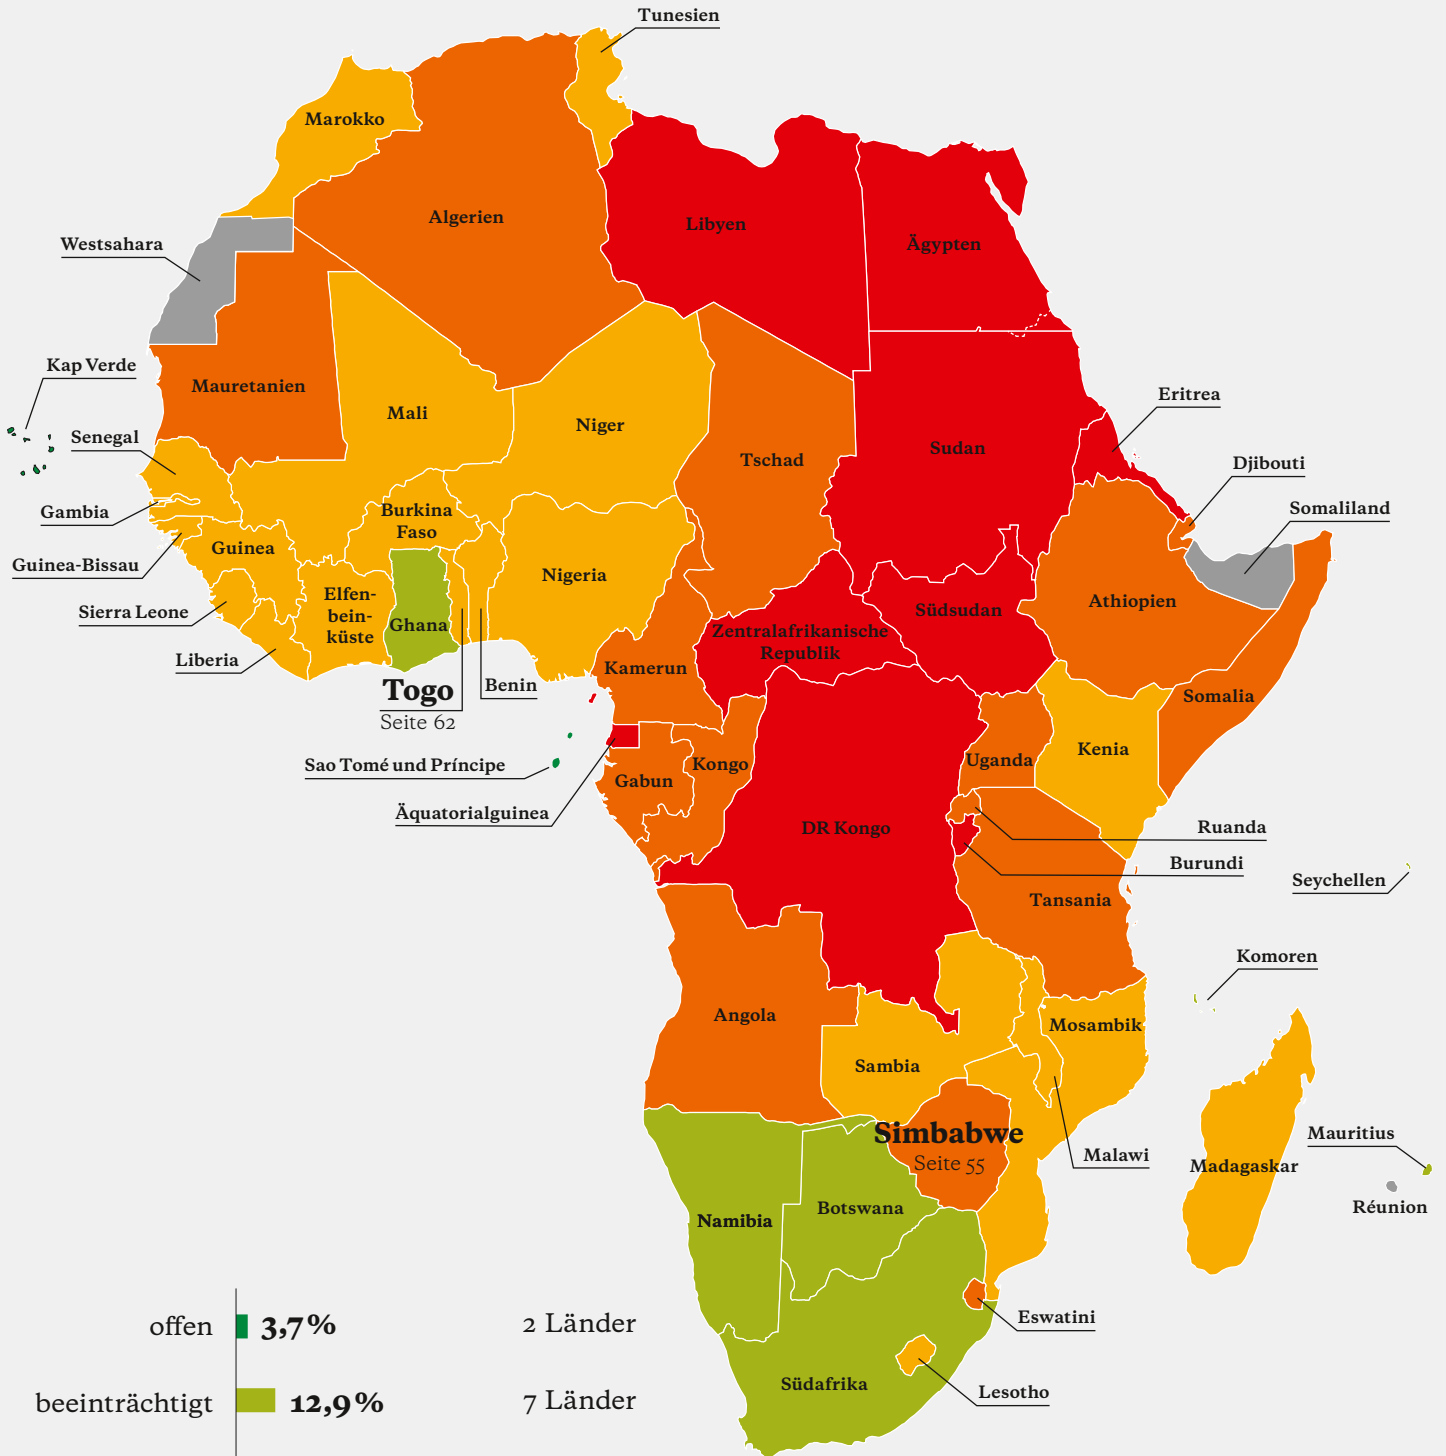 Tunesien
Marokko
Algerien
Libyen
Ägypten
Westsahara
Kap Verde
Mauretanien
Mali
Niger
Tschad
Sudan
Eritrea
Senegal
Djibouti
Gambia
Burkina
Faso
Somaliland
Guinea
Guinea-Bissau
Nigeria
Elfen-
bein-
küste
Ghana
Sierra Leone
Südsudan
Athiopien
Zentralafrikanische
Republik
Liberia
Kamerun
Togo
Seite 62
Benin
Somalia
Kenia
Uganda
Kongo
Gabun
Sao Tomé und Príncipe
Äquatorialguinea
DR Kongo
Ruanda
Burundi
Seychellen
Tansania
Komoren
Angola
Mosambik
Sambia
Simbabwe
Seite 55
Malawi
Mauritius
Madagaskar
Réunion
Namibia
Botswana
Eswatini
Südafrika
Lesotho
offen 3,7% 2 Länder
beeinträchtigt 12,9% 7 Länder